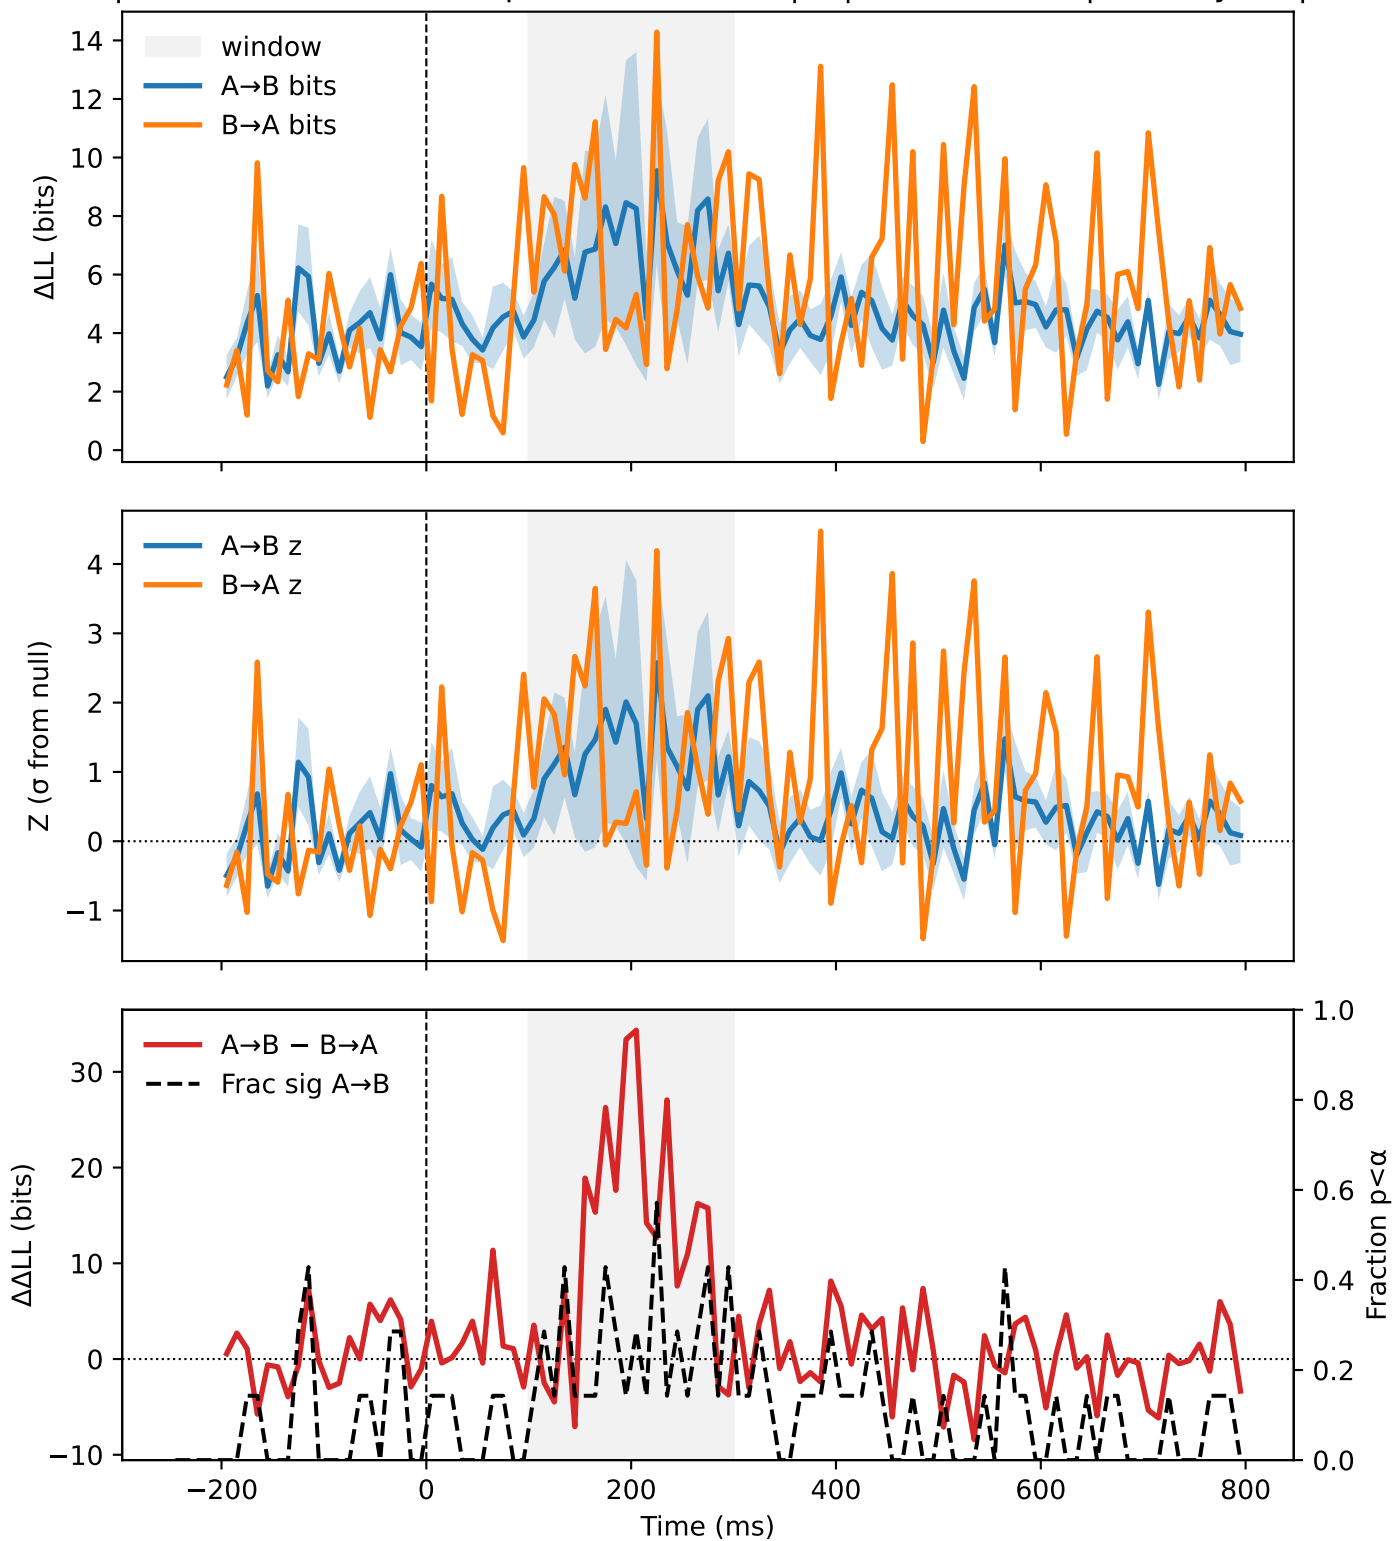 14
12
10
8
6
4
2
0
ΔLL (bits)
window
A→B bits
B→A bits
4
3
2
1
0
−1
Z (σ from null)
A→B z
B→A z
30
20
10
0
−10
ΔΔLL (bits)
A→B − B→A
Frac sig A→B
1.0
0.8
0.6
0.4
0.2
0.0
Fraction p<α
−200
0
200
400
600
800
Time (ms)